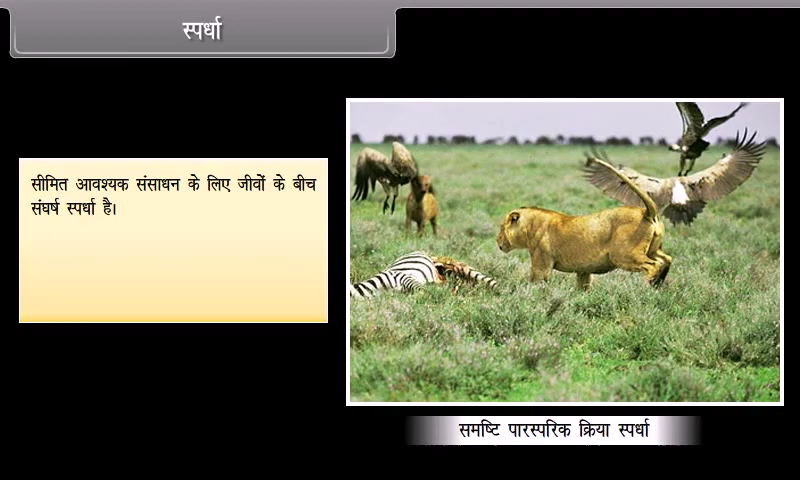 स्पर्धा
सीमित आवश्यक संसाधन के लिए जीवों के बीच
संघर्ष स्पर्धा है।
समष्टि पारस्परिक क्रिया स्पर्धा